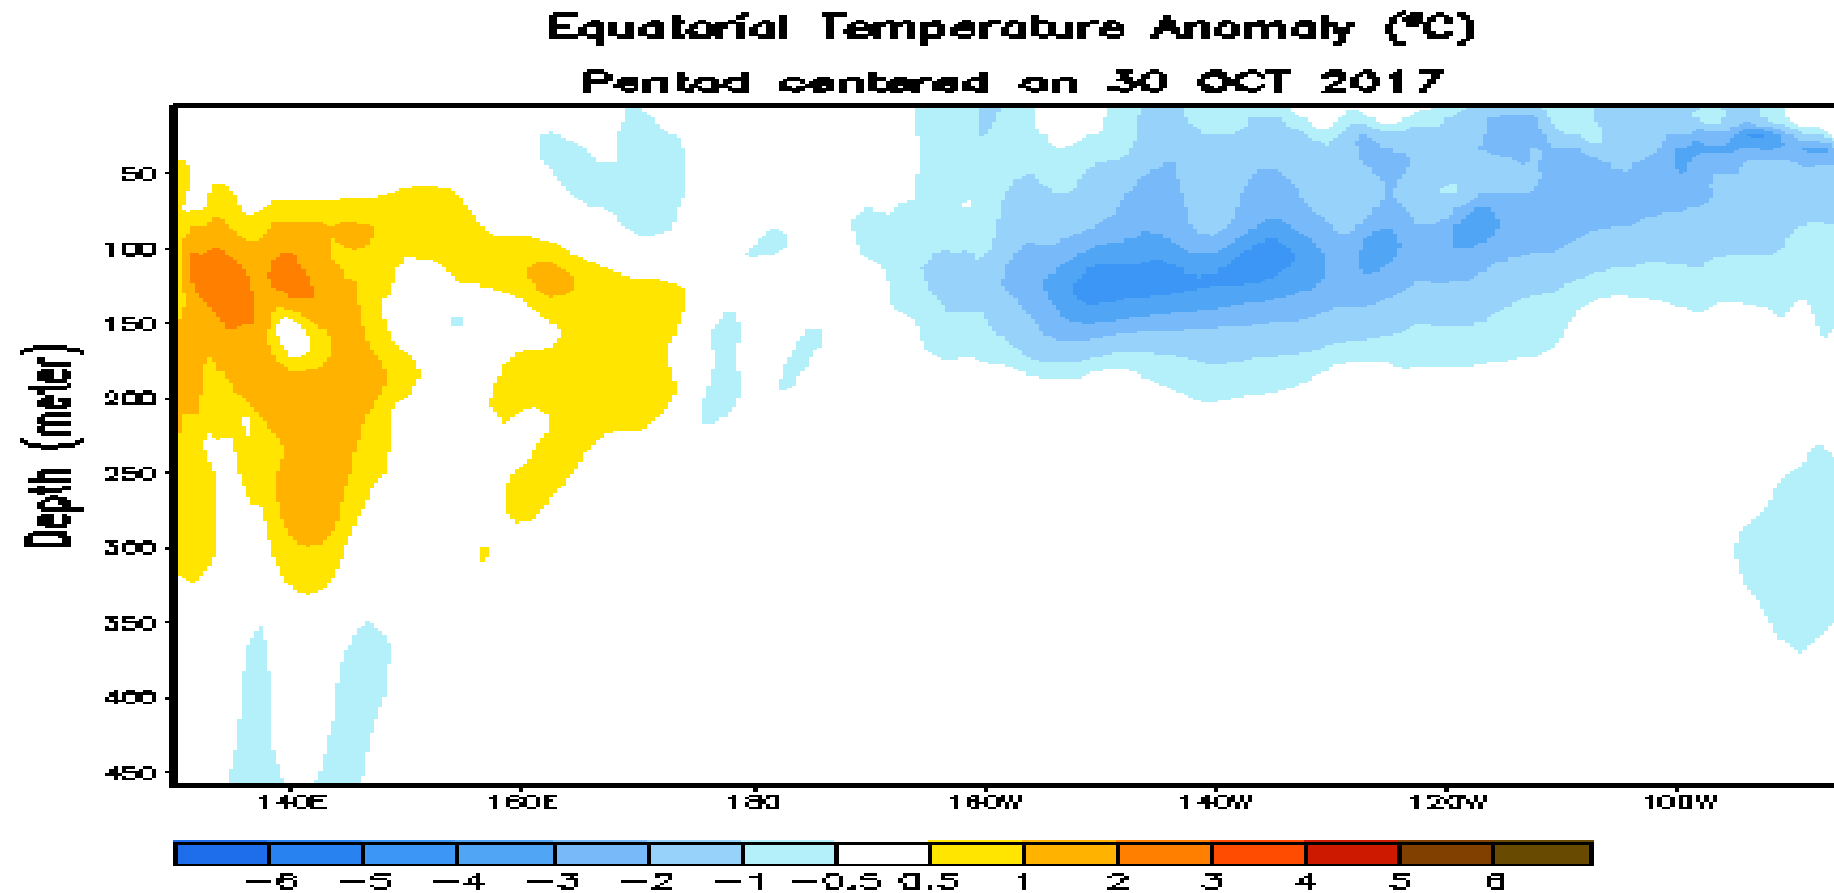 Equatorial Temperature Anomaly (°C)
Pentad centered on 30 OCT 2017
Depth (meter)
50
100
150
200
250
300
350
400
450
140E 160E 180 160W 140W 120W 100W
-6 -5 -4 -3 -2 -1 -0.5 0.5 1 2 3 4 5 6